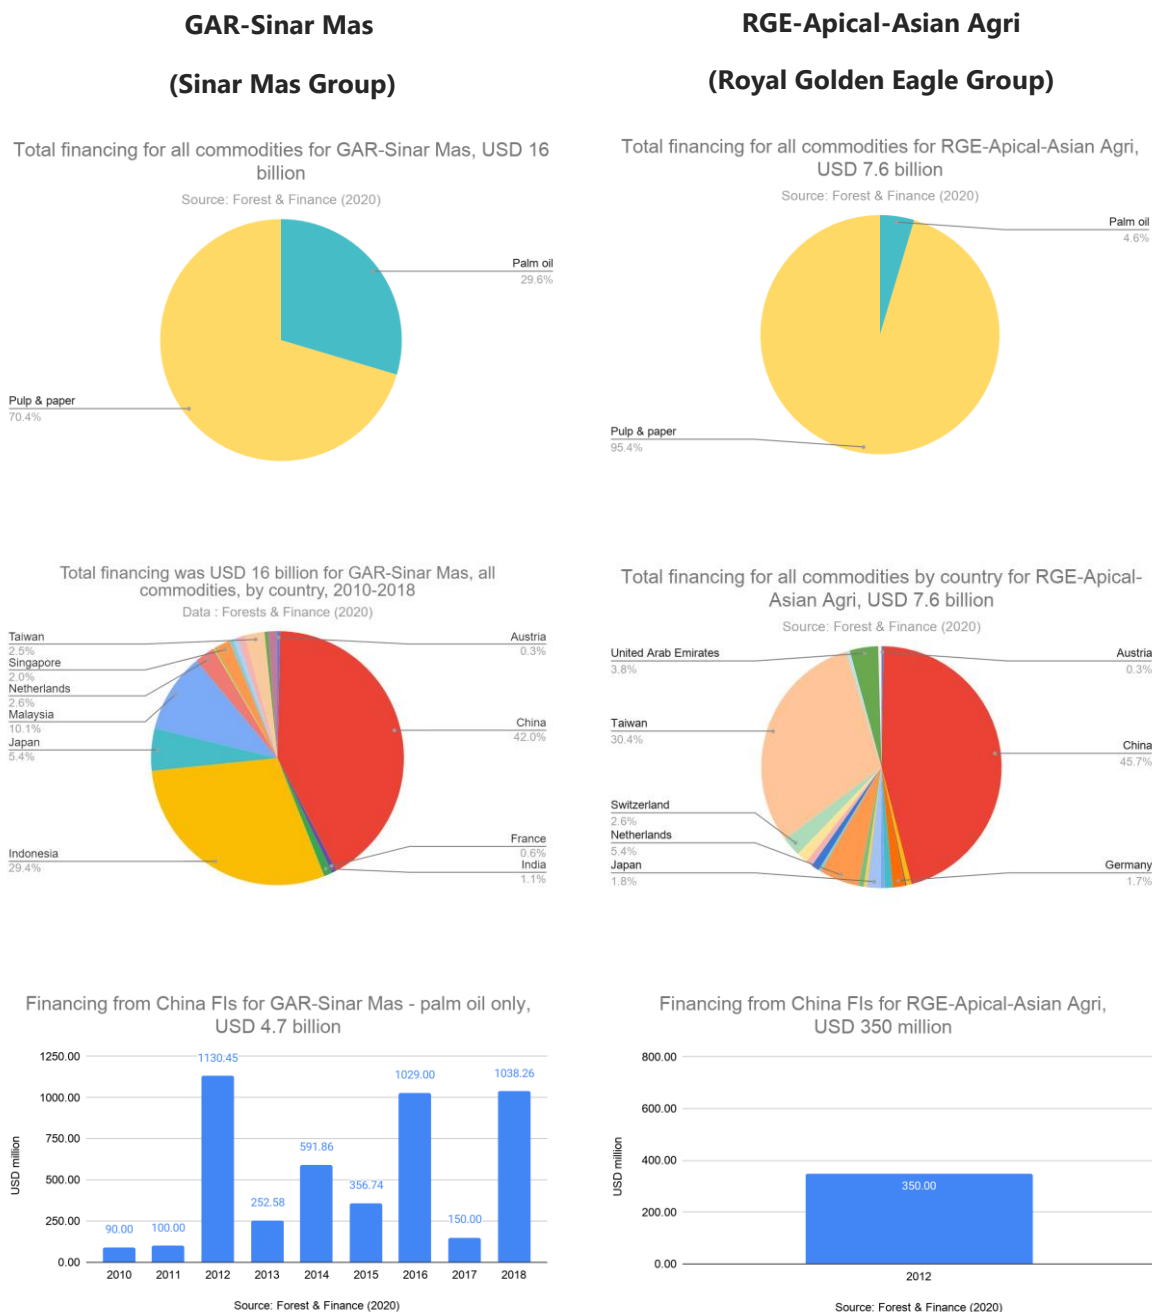 GAR-Sinar Mas
(Sinar Mas Group)
RGE-Apical-Asian Agri
(Royal Golden Eagle Group)
Total financing for all commodities for GAR-Sinar Mas, USD 16
billion
Source: Forest & Finance (2020)
Palm oil
29.6%
Pulp & paper
70.4%
Total financing for all commodities for RGE-Apical-Asian Agri,
USD 7.6 billion
Source: Forest & Finance (2020)
Palm oil
4.6%
Pulp & paper
95.4%
Total financing was USD 16 billion for GAR-Sinar Mas, all
commodities, by country, 2010-2018
Data : Forests & Finance (2020)
Taiwan
2.5%
Singapore
2.0%
Netherlands
2.6%
Malaysia
10.1%
Japan
5.4%
Indonesia
29.4%
Austria
0.3%
China
42.0%
France
0.6%
India
1.1%
Total financing for all commodities by country for RGE-Apical-
Asian Agri, USD 7.6 billion
Source: Forest & Finance (2020)
United Arab Emirates
3.8%
Taiwan
30.4%
Switzerland
2.6%
Netherlands
5.4%
Japan
1.8%
Austria
0.3%
China
45.7%
Germany
1.7%
Financing from China FIs for GAR-Sinar Mas - palm oil only,
USD 4.7 billion
USD million
1250.00
1000.00
750.00
500.00
250.00
0.00
90.00
100.00
1130.45
252.58
591.86
356.74
1029.00
150.00
1038.26
2010
2011
2012
2013
2014
2015
2016
2017
2018
Source: Forest & Finance (2020)
Financing from China FIs for RGE-Apical-Asian Agri,
USD 350 million
USD million
800.00
600.00
400.00
200.00
0.00
350.00
2012
Source: Forest & Finance (2020)